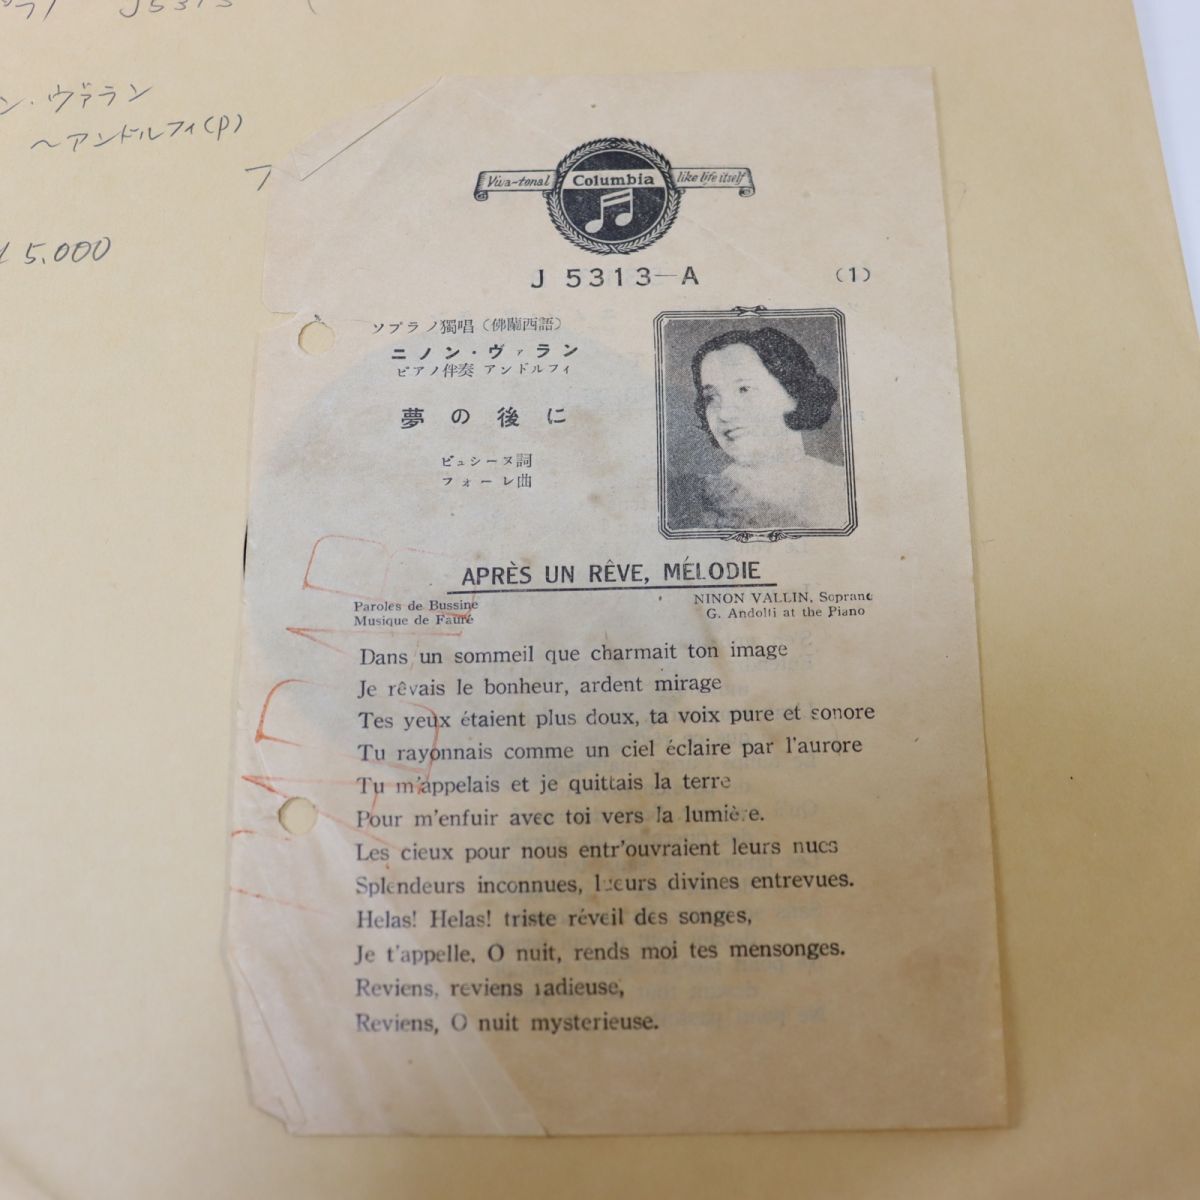 J5313
ン・ヴァラン
〜アンドルフィ(P)
フ
¥5.000
Viva-tonal Columbia like life itself
J 5313-A (1)
ソプラノ獨唱(佛蘭西語)
ニノン・ヴァラン
ピアノ伴奏 アンドルフィ
夢の後に
ビュシーヌ詞
フォーレ曲
APRÈS UN RÊVE, MÉLODIE
Paroles de Bussine
Musique de Fauré
NINON VALLIN, Soprano
G. Andolfi at the Piano
Dans un sommeil que charmait ton image
Je rêvais le bonheur, ardent mirage
Tes yeux étaient plus doux, ta voix pure et sonore
Tu rayonnais comme un ciel éclaire par l'aurore
Tu m'appelais et je quittais la terre
Pour m'enfuir avec toi vers la lumière.
Les cieux pour nous entr'ouvraient leurs nues
Splendeurs inconnues, lueurs divines entrevues.
Helas! Helas! triste réveil des songes,
Je t'appelle, O nuit, rends moi tes mensonges.
Reviens, reviens radieuse,
Reviens, O nuit mysterieuse.